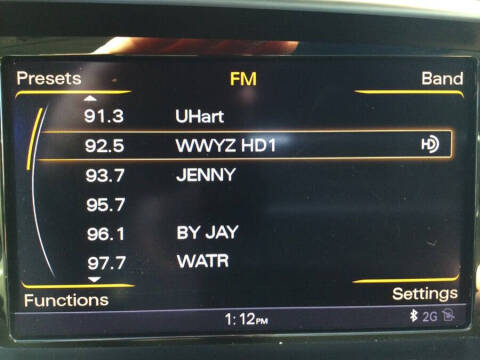 Presets FM Band
91.3 UHart
92.5 WWYZ HD1 HD
93.7 JENNY
95.7
96.1 BY JAY
97.7 WATR
Functions Settings
1:12PM 2G